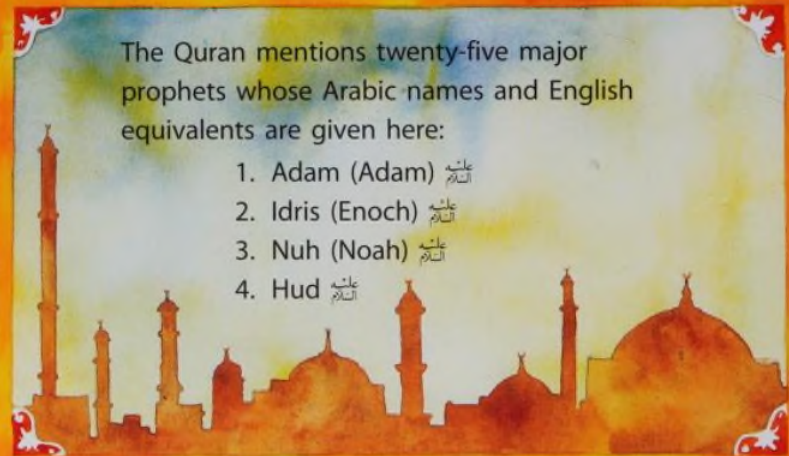 The Quran mentions twenty-five major
prophets whose Arabic names and English
equivalents are given here:
1. Adam (Adam) عليه السلام
2. Idris (Enoch) عليه السلام
3. Nuh (Noah) عليه السلام
4. Hud عليه السلام